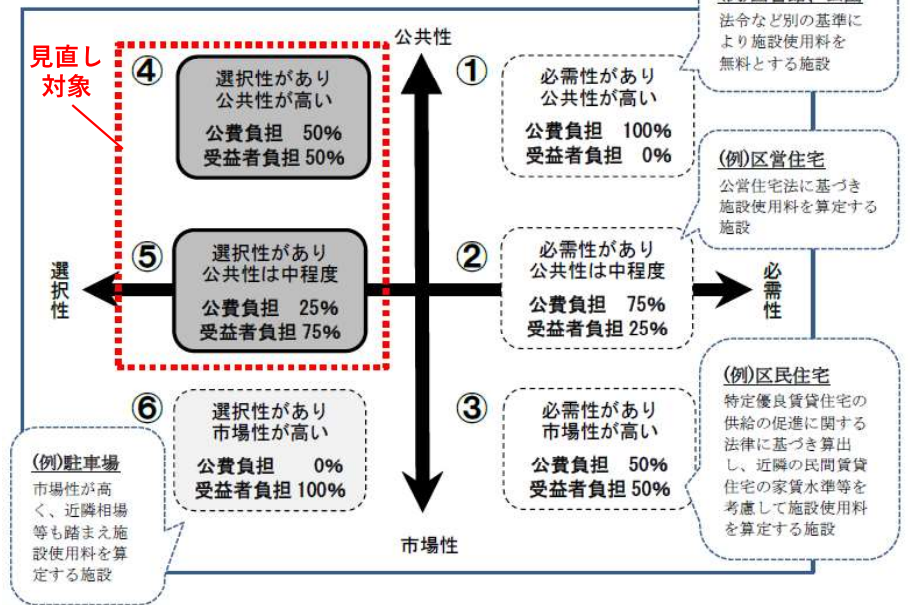 公共性
法令など別の基準に
より施設使用料を
無料とする施設
見直し
対象
④
選択性があり
公共性が高い
公費負担 50%
受益者負担 50%
①
必需性があり
公共性が高い
公費負担 100%
受益者負担 0%
(例)区営住宅
公営住宅法に基づき
施設使用料を算定する
施設
選択性
⑤
選択性があり
公共性は中程度
公費負担 25%
受益者負担 75%
②
必需性があり
公共性は中程度
公費負担 75%
受益者負担 25%
必需性
⑥
選択性があり
市場性が高い
公費負担 0%
受益者負担 100%
③
必需性があり
市場性が高い
公費負担 50%
受益者負担 50%
(例)区民住宅
特定優良賃貸住宅の
供給の促進に関する
法律に基づき算出
し、近隣の民間賃貸
住宅の家賃水準等を
考慮して施設使用料
を算定する施設
(例)駐車場
市場性が高
く、近隣相場
等も踏まえ施
設使用料を算
定する施設
市場性